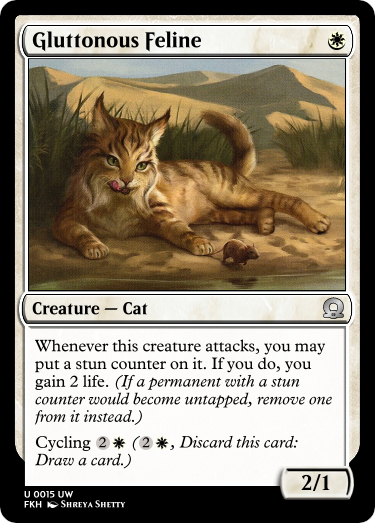 Gluttonous Feline
Creature — Cat
Whenever this creature attacks, you may
put a stun counter on it. If you do, you
gain 2 life. (If a permanent with a stun
counter would become untapped, remove one
from it instead.)
Cycling 2 (2, Discard this card:
Draw a card.)
2/1
U 0015 UW
FKH Shreya Shetty